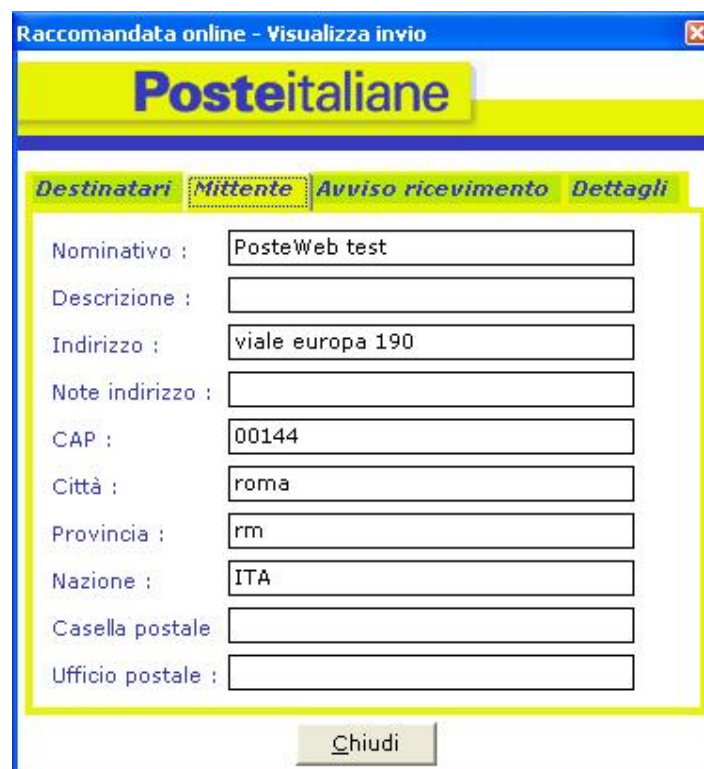 Raccomandata online - Visualizza invio
Posteitaliane
Destinatari Mittente Avviso ricevimento Dettagli
Nominativo : PosteWeb test
Descrizione :
Indirizzo : viale europa 190
Note indirizzo :
CAP : 00144
Città : roma
Provincia : rm
Nazione : ITA
Casella postale
Ufficio postale :
Chiudi